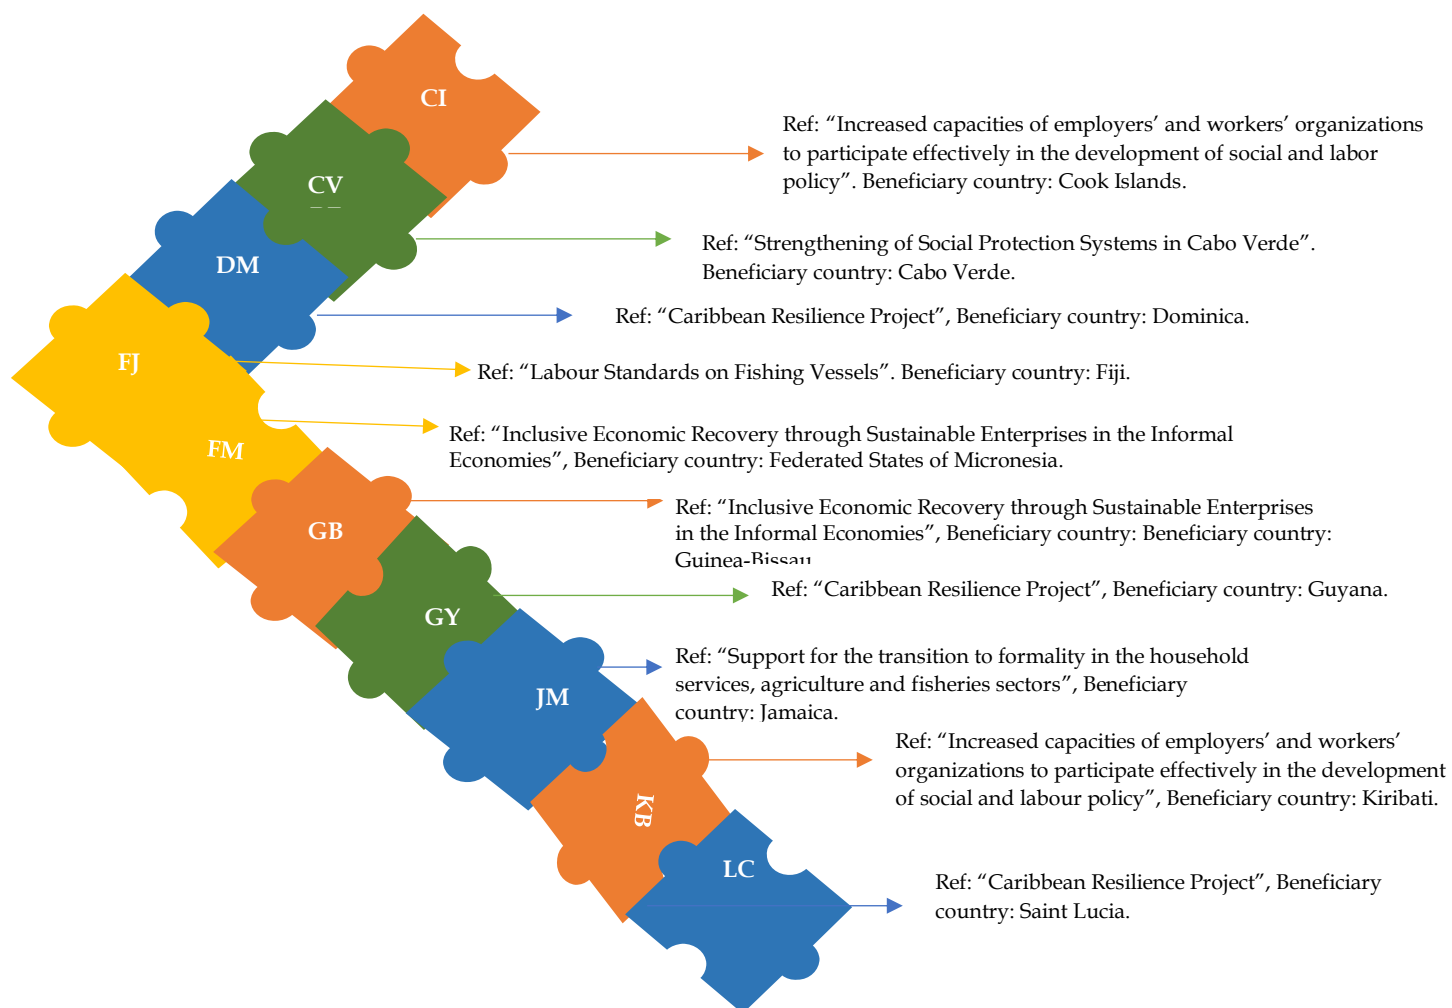 CI
Ref: “Increased capacities of employers’ and workers’ organizations
to participate effectively in the development of social and labor
policy”. Beneficiary country: Cook Islands.
CV
Ref: “Strengthening of Social Protection Systems in Cabo Verde”.
Beneficiary country: Cabo Verde.
DM
Ref: “Caribbean Resilience Project”, Beneficiary country: Dominica.
FJ
Ref: “Labour Standards on Fishing Vessels”. Beneficiary country: Fiji.
FM
Ref: “Inclusive Economic Recovery through Sustainable Enterprises in the Informal
Economies”, Beneficiary country: Federated States of Micronesia.
GB
Ref: “Inclusive Economic Recovery through Sustainable Enterprises
in the Informal Economies”, Beneficiary country: Beneficiary country:
Guinea-Bissau
GY
Ref: “Caribbean Resilience Project”, Beneficiary country: Guyana.
JM
Ref: “Support for the transition to formality in the household
services, agriculture and fisheries sectors”, Beneficiary
country: Jamaica.
KB
Ref: “Increased capacities of employers’ and workers’
organizations to participate effectively in the development
of social and labour policy”, Beneficiary country: Kiribati.
LC
Ref: “Caribbean Resilience Project”, Beneficiary
country: Saint Lucia.